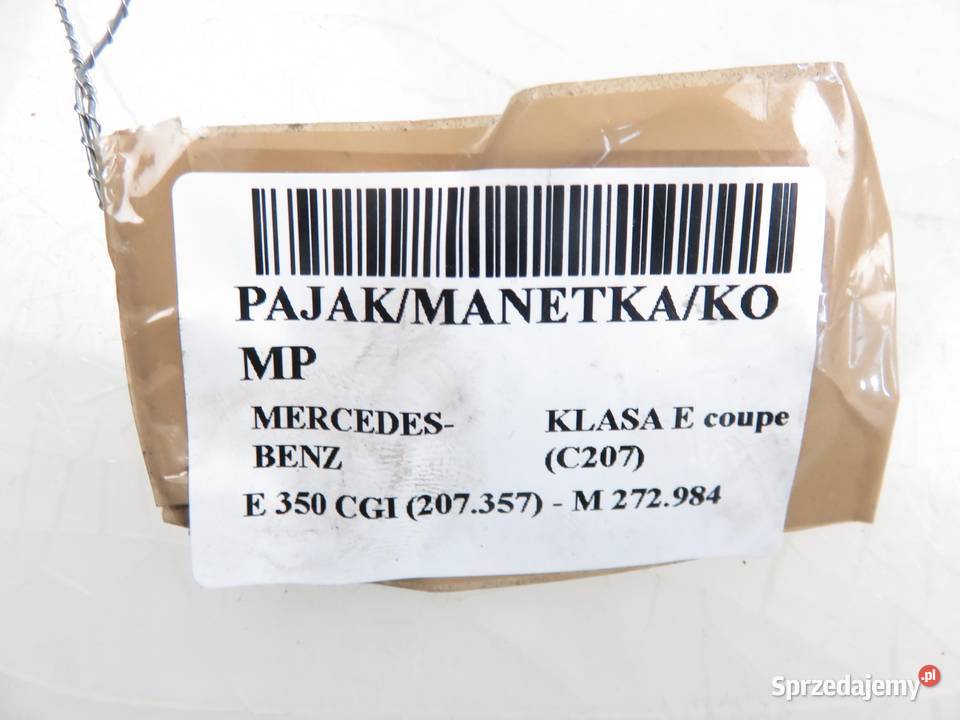 PAJAK/MANETKA/KO
MP
MERCEDES-
BENZ
KLASA E coupe
(C207)
E 350 CGI (207.357) - M 272.984
Sprzedajemy.pl